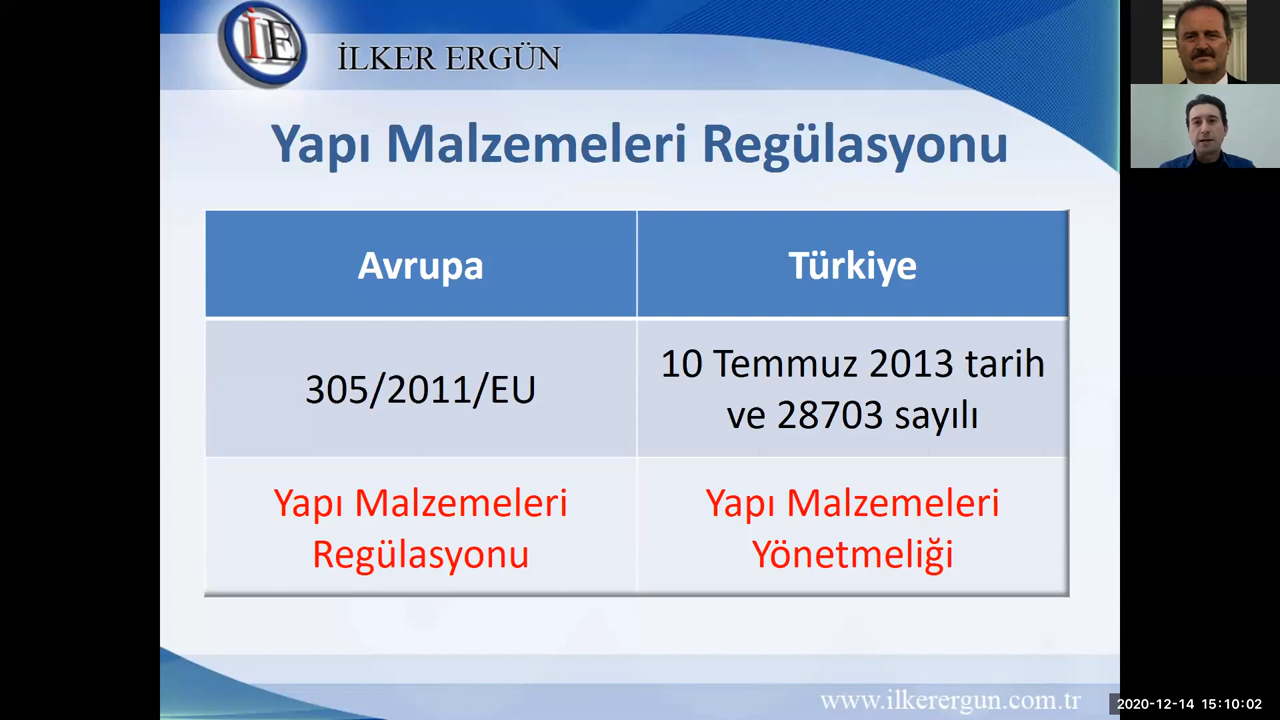 İE
İLKER ERGÜN
Yapı Malzemeleri Regülasyonu
Avrupa
Türkiye
305/2011/EU
10 Temmuz 2013 tarih
ve 28703 sayılı
Yapı Malzemeleri
Regülasyonu
Yapı Malzemeleri
Yönetmeliği
www.ilkerergun.com.tr
2020-12-14 15:10:02